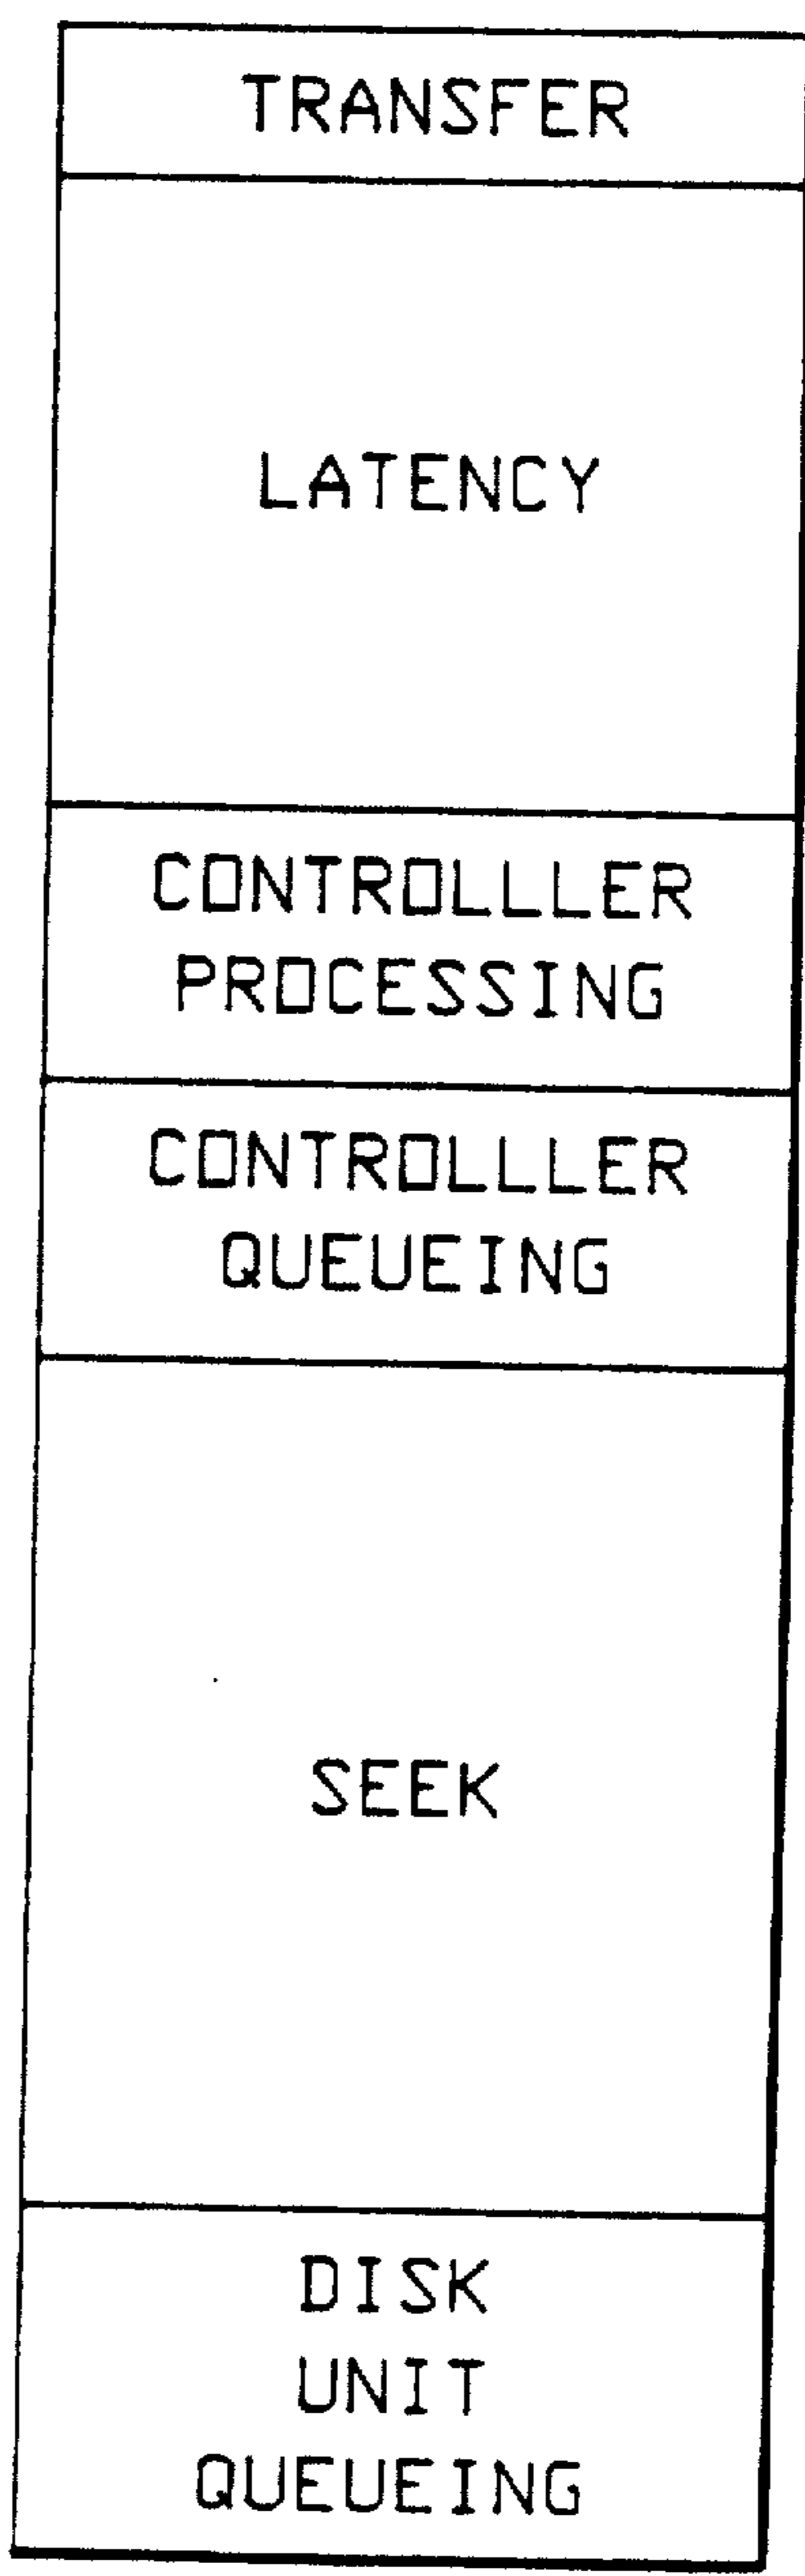 TRANSFER
LATENCY
CONTROLLLER
PROCESSING
CONTROLLLER
QUEUEING
SEEK
DISK
UNIT
QUEUEING